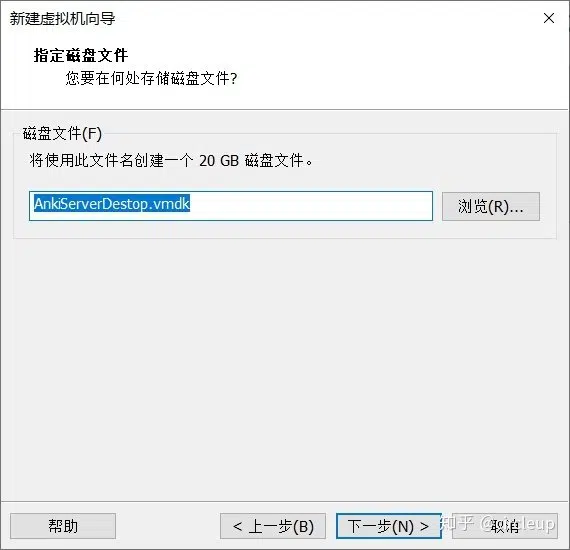 新建虚拟机向导
指定磁盘文件
您要在何处存储磁盘文件?
磁盘文件(F)
将使用此文件名创建一个 20 GB 磁盘文件。
AnkiServerDestop.vmdk
浏览(R)...
帮助
< 上一步(B)
下一步(N) >
取消
知乎